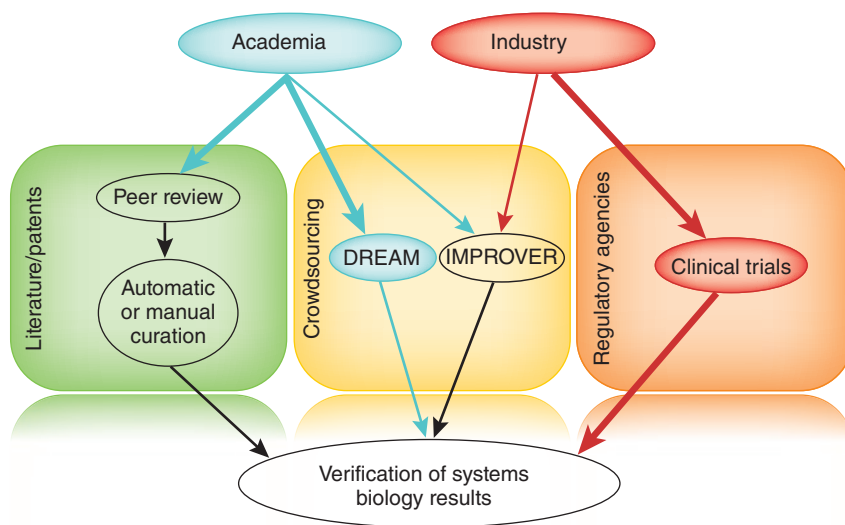 Academia
Industry
Literature/patents
Peer review
Automatic
or manual
curation
Crowdsourcing
DREAM
IMPROVER
Regulatory agencies
Clinical trials
Verification of systems
biology results